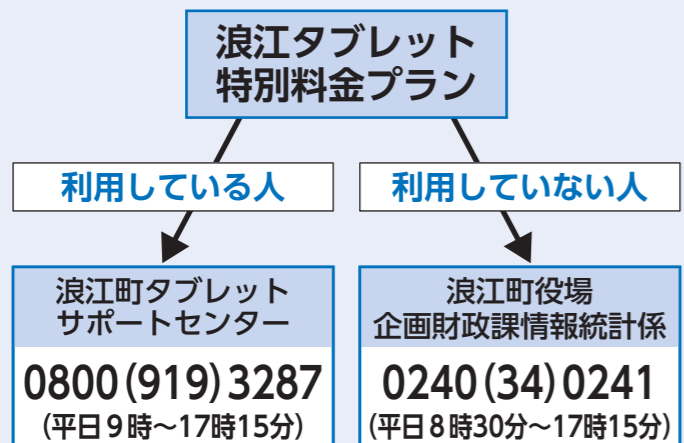 浪江タブレット
特別料金プラン
利用している人
利用していない人
浪江町タブレット
サポートセンター
0800(919)3287
(平日9時～17時15分)
浪江町役場
企画財政課情報統計係
0240(34)0241
(平日8時30分～17時15分)